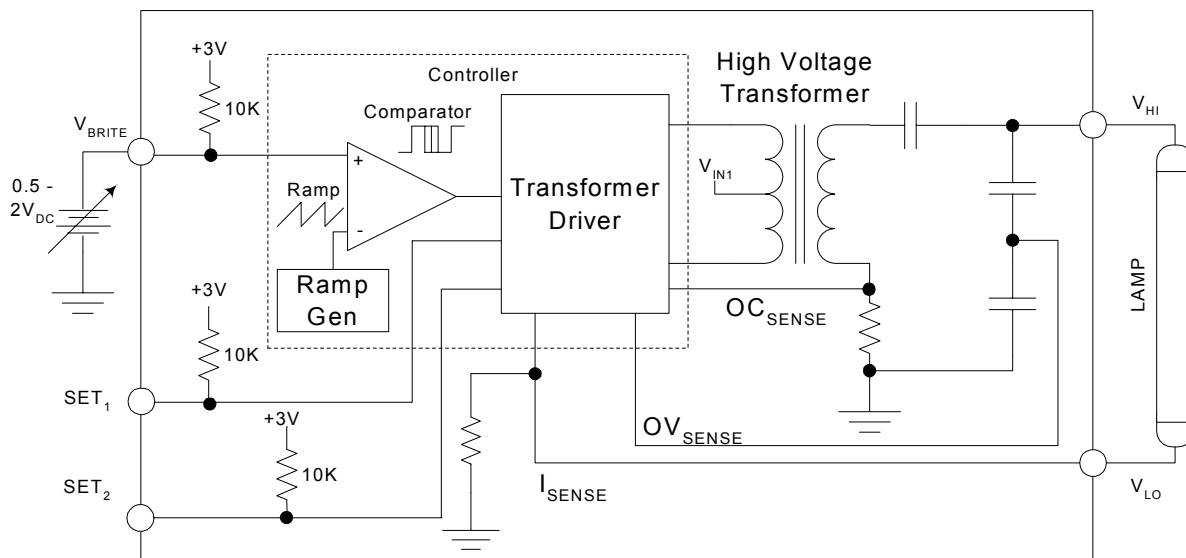 +3V
10K
Controller
Comparator
High Voltage
Transformer
V_BRITE
V_HI
0.5 -
2V_DC
+
Ramp
-
Transformer
Driver
V_IN1
Ramp
Gen
OC_SENSE
LAMP
+3V
10K
SET_1
+3V
10K
OV_SENSE
SET_2
I_SENSE
V_LO